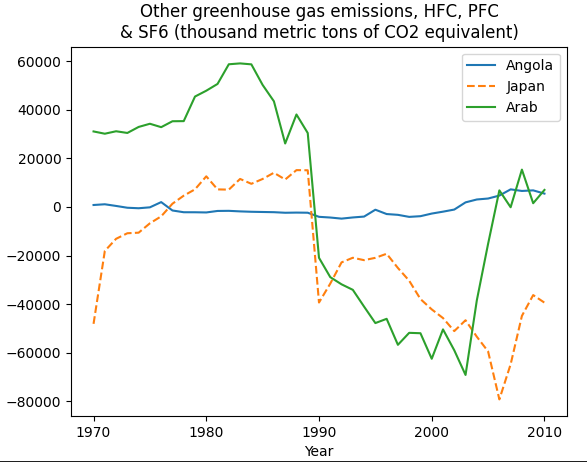 Other greenhouse gas emissions, HFC, PFC
& SF6 (thousand metric tons of CO2 equivalent)
60000
40000
20000
0
−20000
−40000
−60000
−80000
Angola
Japan
Arab
1970
1980
1990
2000
2010
Year